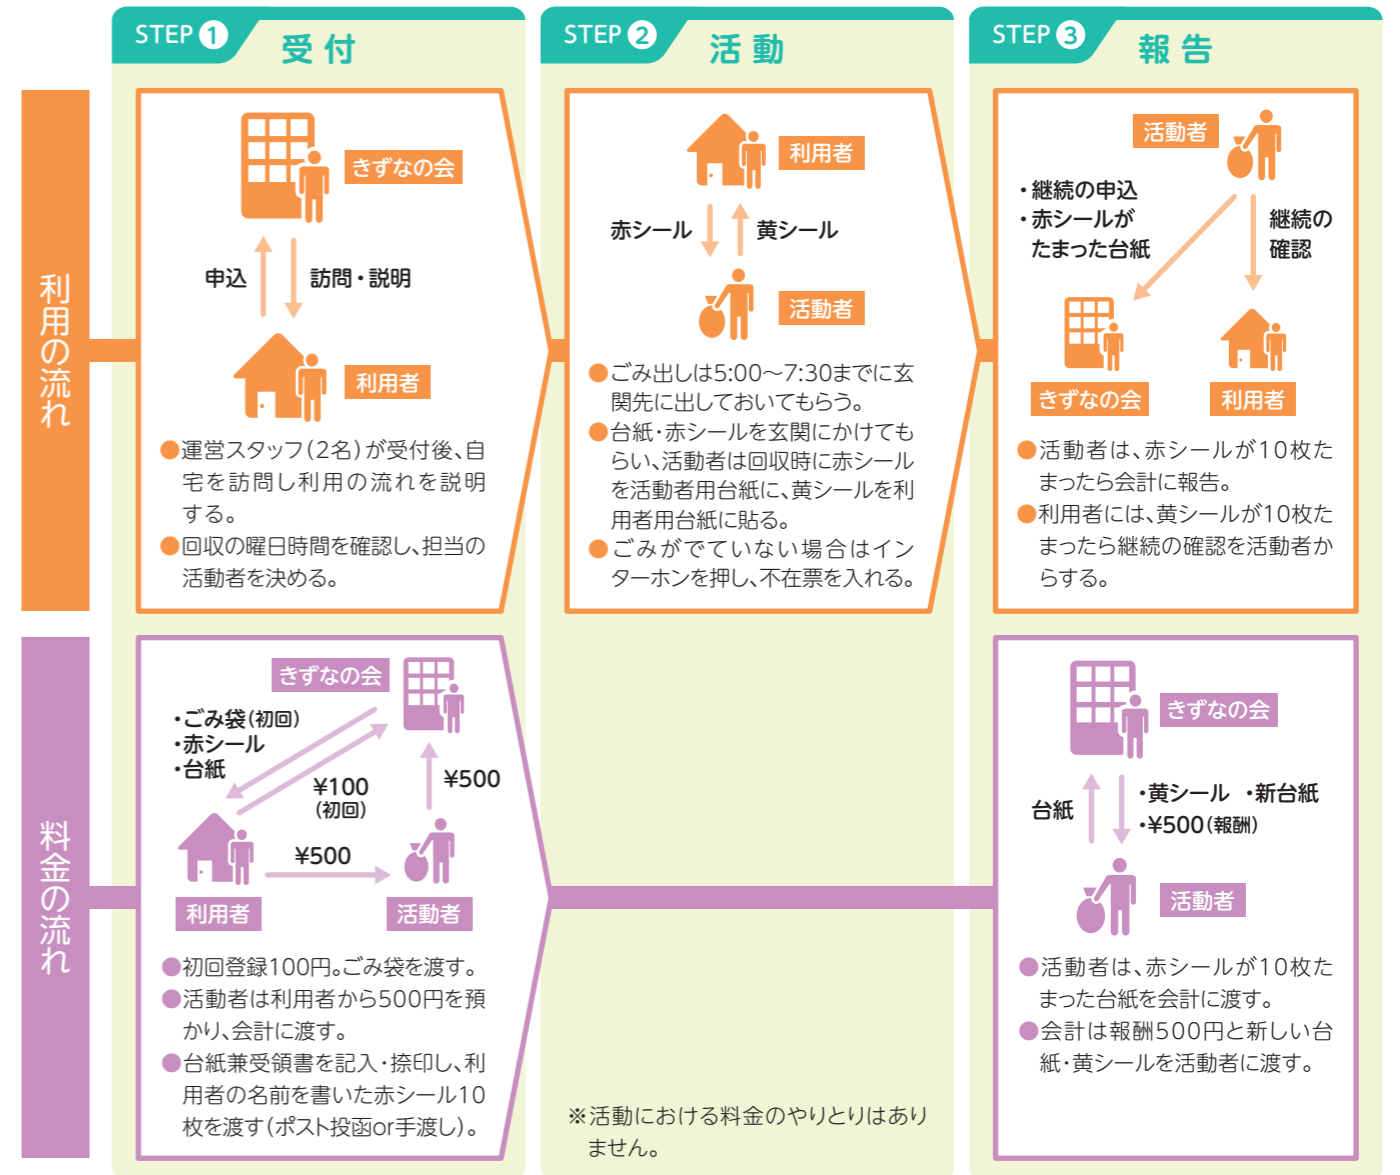 STEP 1
受付
STEP 2
活動
STEP 3
報告
利用の流れ
きずなの会
申込
訪問・説明
利用者
●運営スタッフ(2名)が受付後、自
宅を訪問し利用の流れを説明
する。
●回収の曜日時間を確認し、担当の
活動者を決める。
利用者
赤シール
黄シール
活動者
●ごみ出しは5:00〜7:30までに玄
関先に出しておいてもらう。
●台紙・赤シールを玄関にかけても
らい、活動者は回収時に赤シール
を活動者用台紙に、黄シールを利
用者用台紙に貼る。
●ごみがでていない場合はイン
ターホンを押し、不在票を入れる。
活動者
・継続の申込
・赤シールが
たまった台紙
継続の
確認
きずなの会
利用者
●活動者は、赤シールが10枚た
まったら会計に報告。
●利用者には、黄シールが10枚た
まったら継続の確認を活動者か
らする。
料金の流れ
きずなの会
・ごみ袋(初回)
・赤シール
・台紙
¥100
(初回)
¥500
¥500
利用者
活動者
●初回登録100円。ごみ袋を渡す。
●活動者は利用者から500円を預
かり、会計に渡す。
●台紙兼受領書を記入・捺印し、利
用者の名前を書いた赤シール10
枚を渡す(ポスト投函or手渡し)。
※活動における料金のやりとりはあり
ません。
きずなの会
台紙
・黄シール ・新台紙
・¥500(報酬)
活動者
●活動者は、赤シールが10枚た
まった台紙を会計に渡す。
●会計は報酬500円と新しい台
紙・黄シールを活動者に渡す。